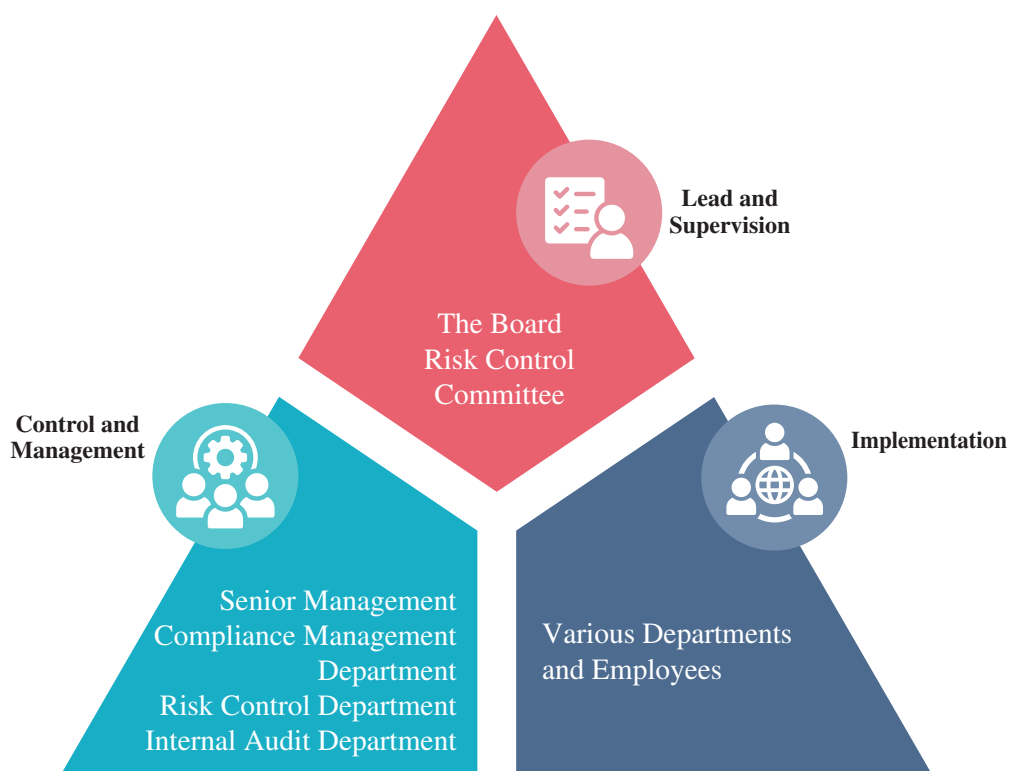 Lead and
Supervision
The Board
Risk Control
Committee
Control and
Management
Senior Management
Compliance Management
Department
Risk Control Department
Internal Audit Department
Implementation
Various Departments
and Employees